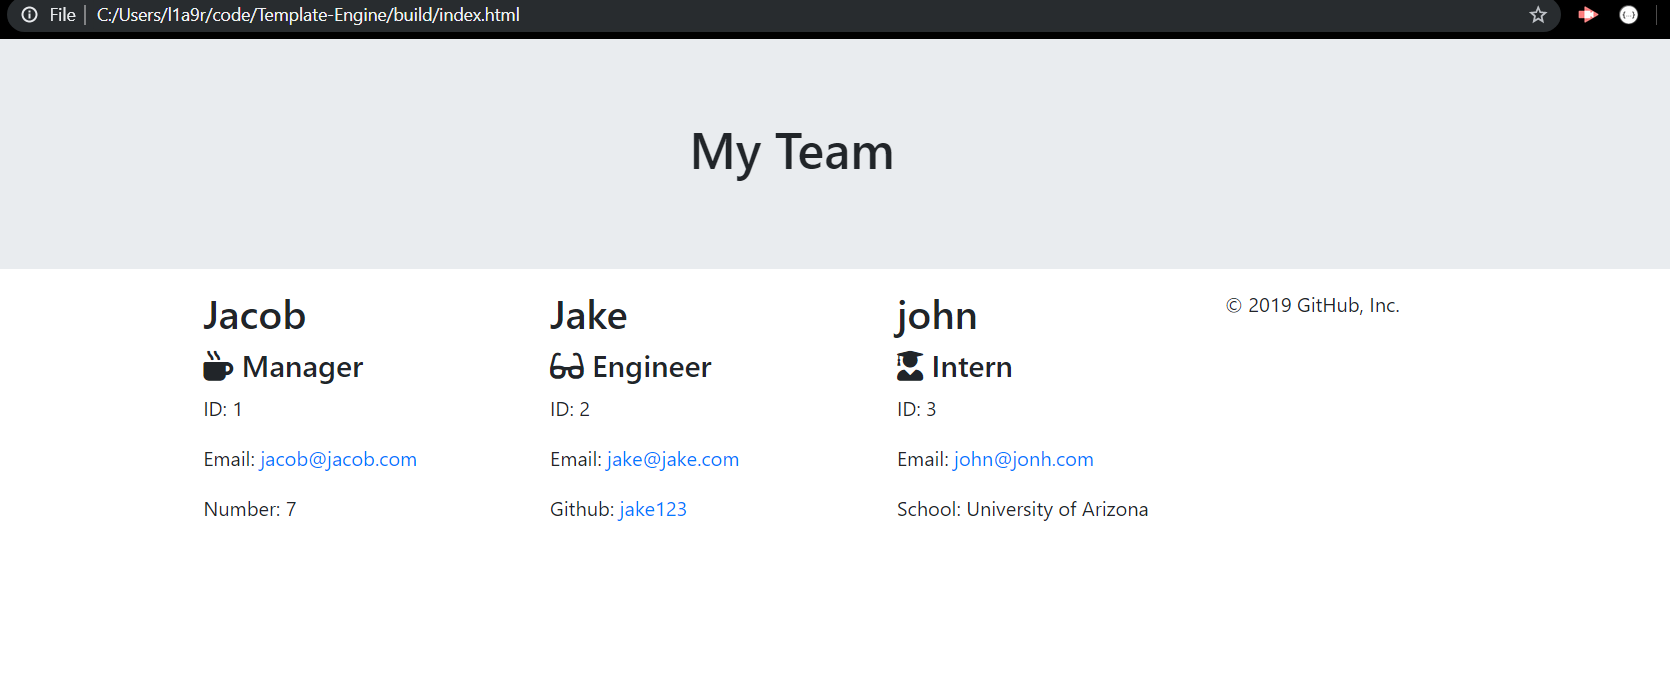 File | C:/Users/l1a9r/code/Template-Engine/build/index.html
My Team
Jacob
Manager
ID: 1
Email: jacob@jacob.com
Number: 7
Jake
Engineer
ID: 2
Email: jake@jake.com
Github: jake123
john
Intern
ID: 3
Email: john@jonh.com
School: University of Arizona
© 2019 GitHub, Inc.